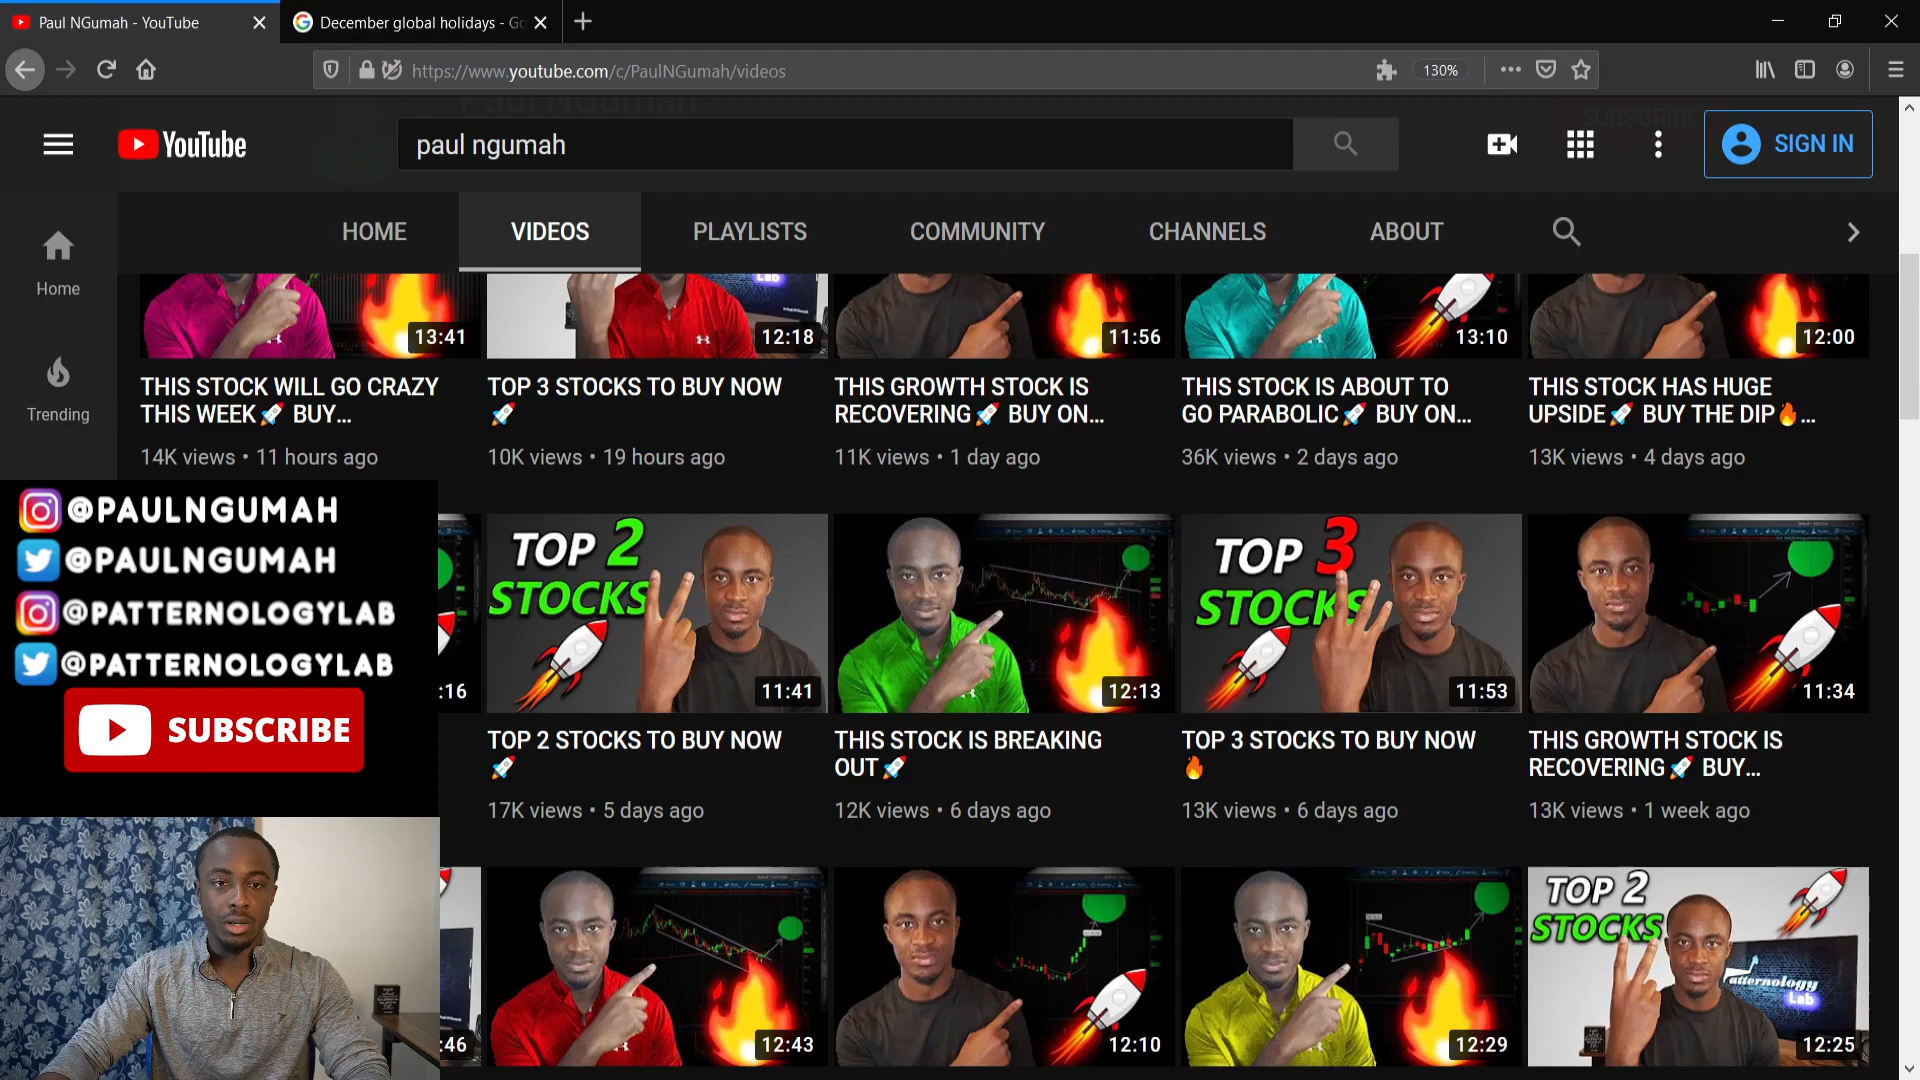 Paul NGumah - YouTube
December global holidays - Go
https://www.youtube.com/c/PaulNGumah/videos
130%
YouTube
paul ngumah
SUBSCRIBE
SIGN IN
HOME
VIDEOS
PLAYLISTS
COMMUNITY
CHANNELS
ABOUT
Home
Trending
Lab
13:41
12:18
11:56
13:10
12:00
THIS STOCK WILL GO CRAZY
THIS WEEK🚀 BUY...
14K views • 11 hours ago
TOP 3 STOCKS TO BUY NOW
🚀
10K views • 19 hours ago
THIS GROWTH STOCK IS
RECOVERING🚀 BUY ON...
11K views • 1 day ago
THIS STOCK IS ABOUT TO
GO PARABOLIC🚀 BUY ON...
36K views • 2 days ago
THIS STOCK HAS HUGE
UPSIDE🚀 BUY THE DIP🔥...
13K views • 4 days ago
@PAULNGUMAH
@PAULNGUMAH
@PATTERNOLOGYLAB
@PATTERNOLOGYLAB
SUBSCRIBE
:16
TOP 2
STOCKS
11:41
12:13
TOP 3
STOCKS
11:53
11:34
TOP 2 STOCKS TO BUY NOW
🚀
17K views • 5 days ago
THIS STOCK IS BREAKING
OUT🚀
12K views • 6 days ago
TOP 3 STOCKS TO BUY NOW
🔥
13K views • 6 days ago
THIS GROWTH STOCK IS
RECOVERING🚀 BUY...
13K views • 1 week ago
:46
12:43
12:10
12:29
TOP 2
STOCKS
Patternology
Lab
12:25